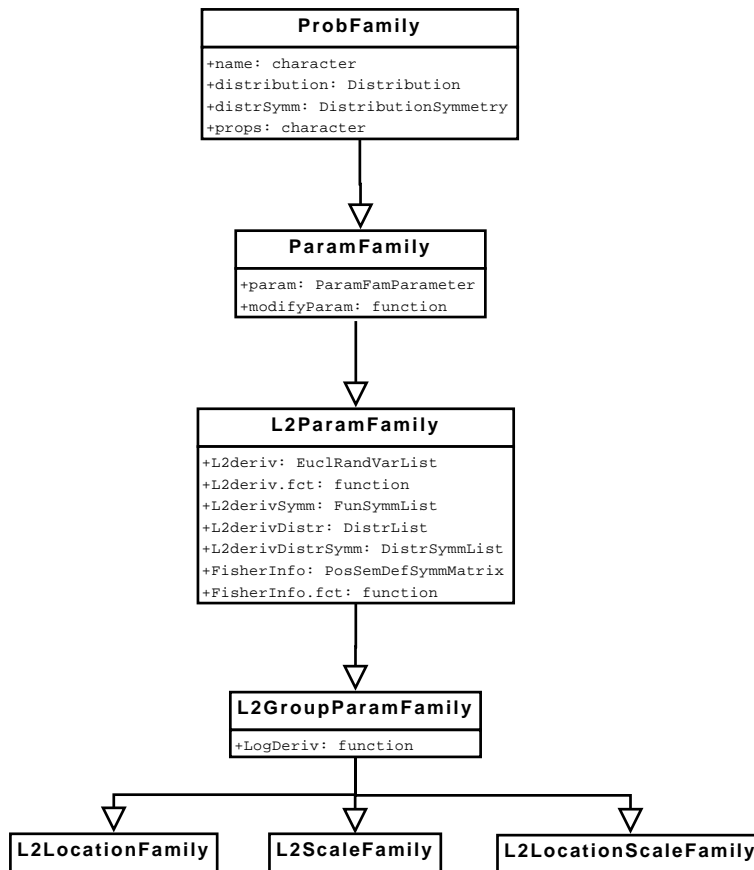 ProbFamily
+name: character
+distribution: Distribution
+distrSymm: DistributionSymmetry
+props: character
ParamFamily
+param: ParamFamParameter
+modifyParam: function
L2ParamFamily
+L2deriv: EuclRandVarList
+L2deriv.fct: function
+L2derivSymm: FunSymmList
+L2derivDistr: DistrList
+L2derivDistrSymm: DistrSymmList
+FisherInfo: PosSemDefSymmMatrix
+FisherInfo.fct: function
L2GroupParamFamily
+LogDeriv: function
L2LocationFamily
L2ScaleFamily
L2LocationScaleFamily